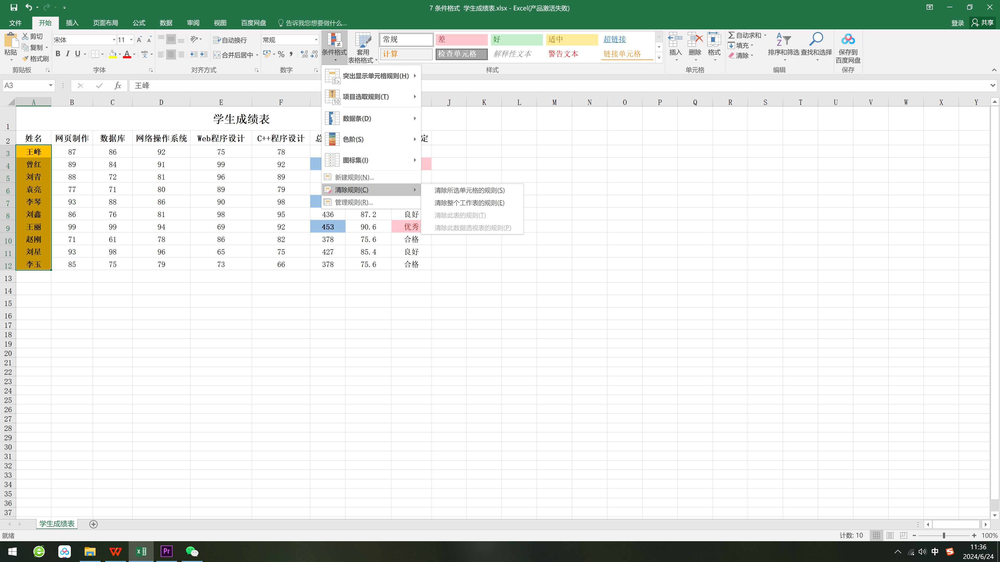 7 条件格式  学生成绩表.xlsx - Excel(产品激活失败)
文件 开始 插入 页面布局 公式 数据 审阅 视图 百度网盘 告诉我您想要做什么... 登录 共享
粘贴 剪切 复制 格式刷 剪贴板
宋体 11 B I U wén 文 字体
自动换行 合并后居中 对齐方式
常规 % 数字
条件格式 套用表格格式
常规 差 好 适中 超链接
计算 检查单元格 解释性文本 警告文本 链接单元格
样式
插入 删除 格式 单元格
自动求和 填充 清除 排序和筛选 查找和选择 编辑
保存到百度网盘 保存
A3 fx 王峰
突出显示单元格规则(H)
项目选取规则(T)
数据条(D)
色阶(S)
图标集(I)
新建规则(N)...
清除规则(C)
管理规则(R)...
清除所选单元格的规则(S)
清除整个工作表的规则(E)
清除此表的规则(T)
清除此数据透视表的规则(P)
A B C D E F J K L M N O P Q R S T U V W X Y
1 学生成绩表
2 姓名 网页制作 数据库 网络操作系统 Web程序设计 C++程序设计 总 定
3 王峰 87 86 92 75 78
4 曾红 89 84 91 99 92
5 刘青 88 72 81 96 89
6 袁亮 77 71 80 89 79
7 李琴 93 88 86 90 98
8 刘鑫 86 76 81 98 95 436 87.2 良好
9 王丽 99 99 94 69 92 453 90.6 优秀
10 赵刚 71 61 78 86 82 378 75.6 合格
11 刘星 93 98 96 65 75 427 85.4 良好
12 李玉 85 75 79 73 66 378 75.6 合格
13
14
15
16
17
18
19
20
21
22
23
24
25
26
27
28
29
30
31
32
33
34
35
36
37
学生成绩表
就绪 计数: 10 100%
Pr 中 11:36
2024/6/24